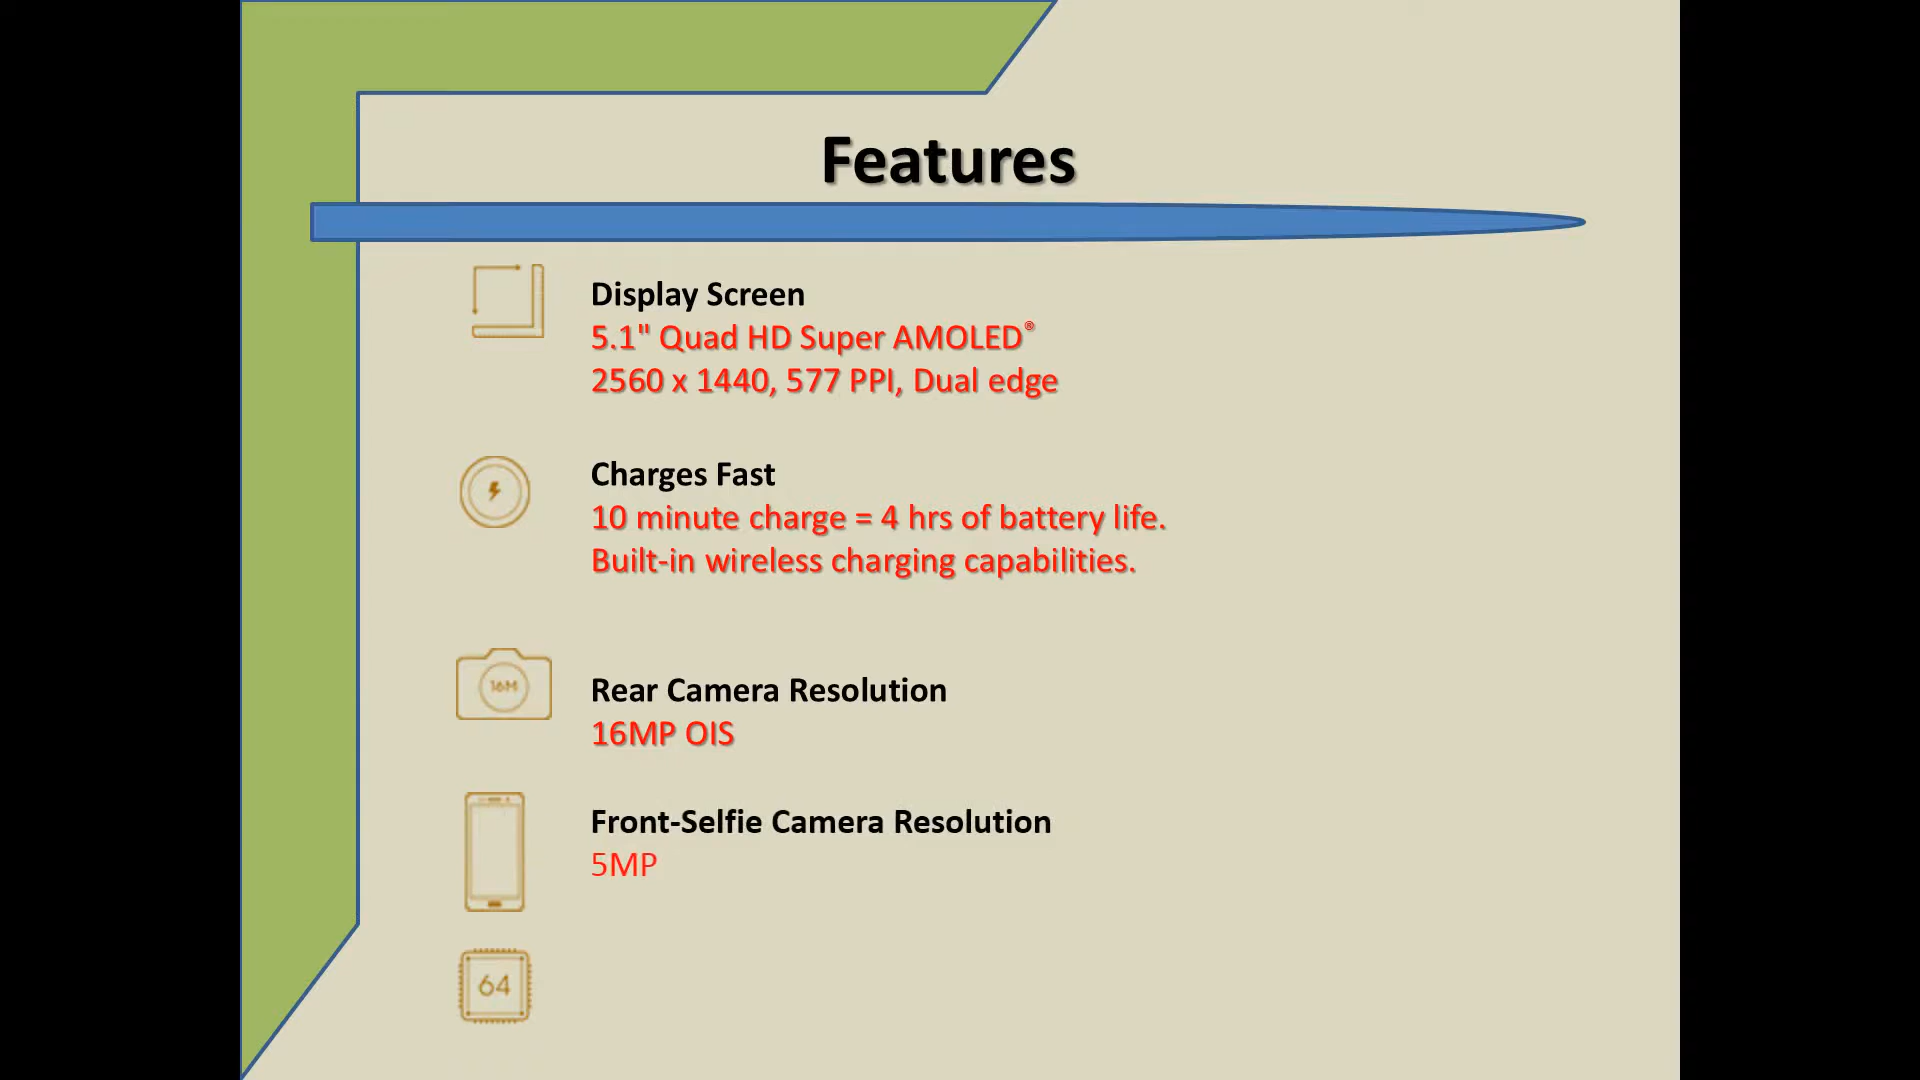 Features
Display Screen
5.1" Quad HD Super AMOLED®
2560 x 1440, 577 PPI, Dual edge
Charges Fast
10 minute charge = 4 hrs of battery life.
Built-in wireless charging capabilities.
16M
Rear Camera Resolution
16MP OIS
Front-Selfie Camera Resolution
5MP
64